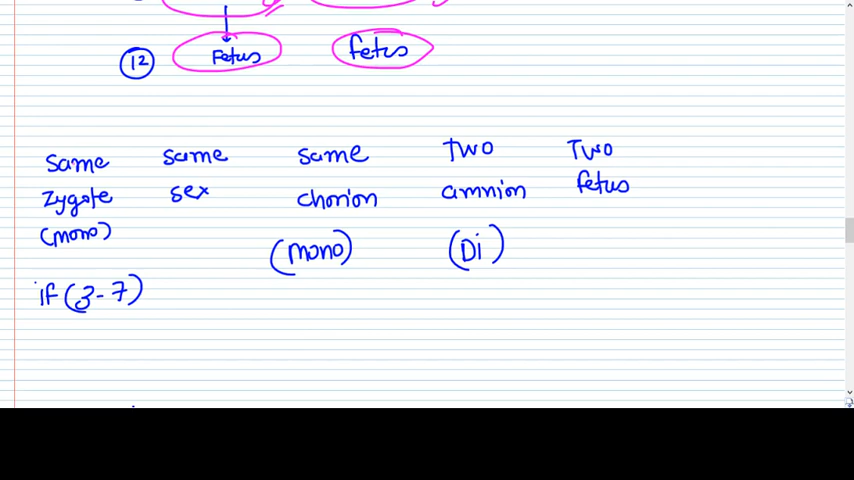 12 Fetus fetus
same same same two Two
zygote sex chorion amnion fetus
(mono) (mono) (Di)
if (3-7)